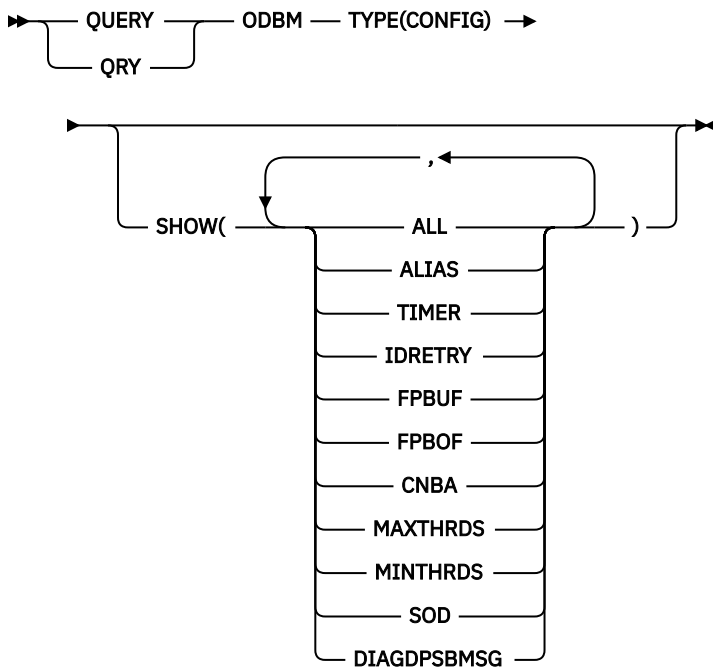 QUERY ODBM TYPE(CONFIG)
QRY
,
SHOW( ALL )
ALIAS
TIMER
IDRETRY
FPBUF
FPBOF
CNBA
MAXTHRDS
MINTHRDS
SOD
DIAGDPSBMSG